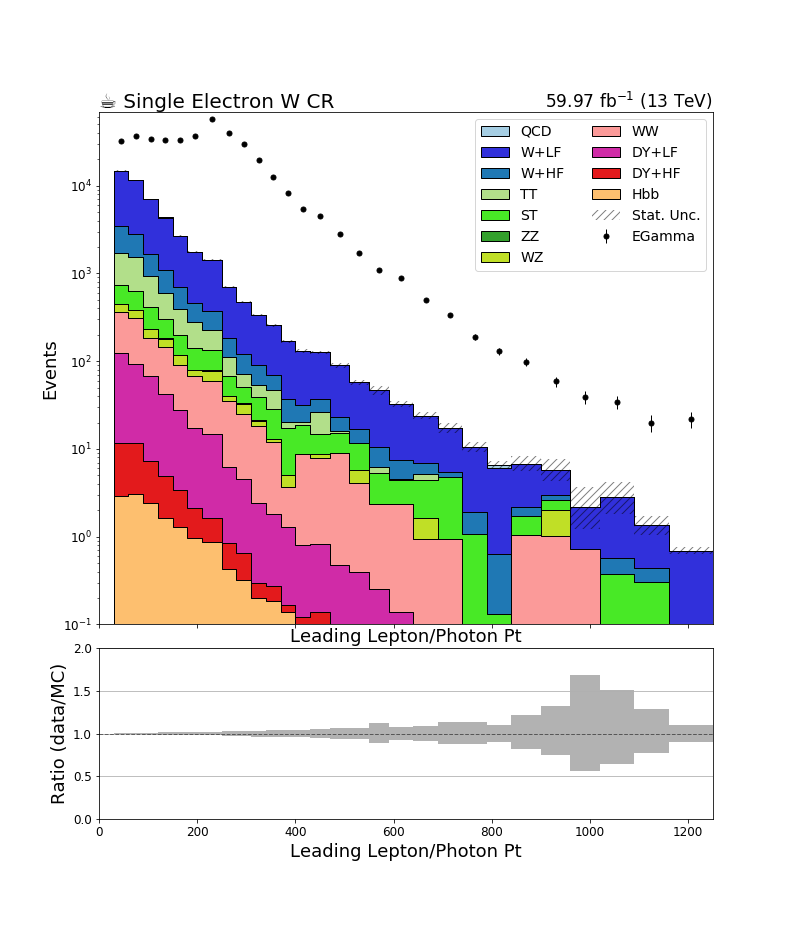 ☕ Single Electron W CR
59.97 fb⁻¹ (13 TeV)
QCD
W+LF
W+HF
TT
ST
ZZ
WZ
WW
DY+LF
DY+HF
Hbb
Stat. Unc.
EGamma
Events
10⁴
10³
10²
10¹
10⁰
10⁻¹
Leading Lepton/Photon Pt
Ratio (data/MC)
2.0
1.5
1.0
0.5
0.0
0 200 400 600 800 1000 1200
Leading Lepton/Photon Pt